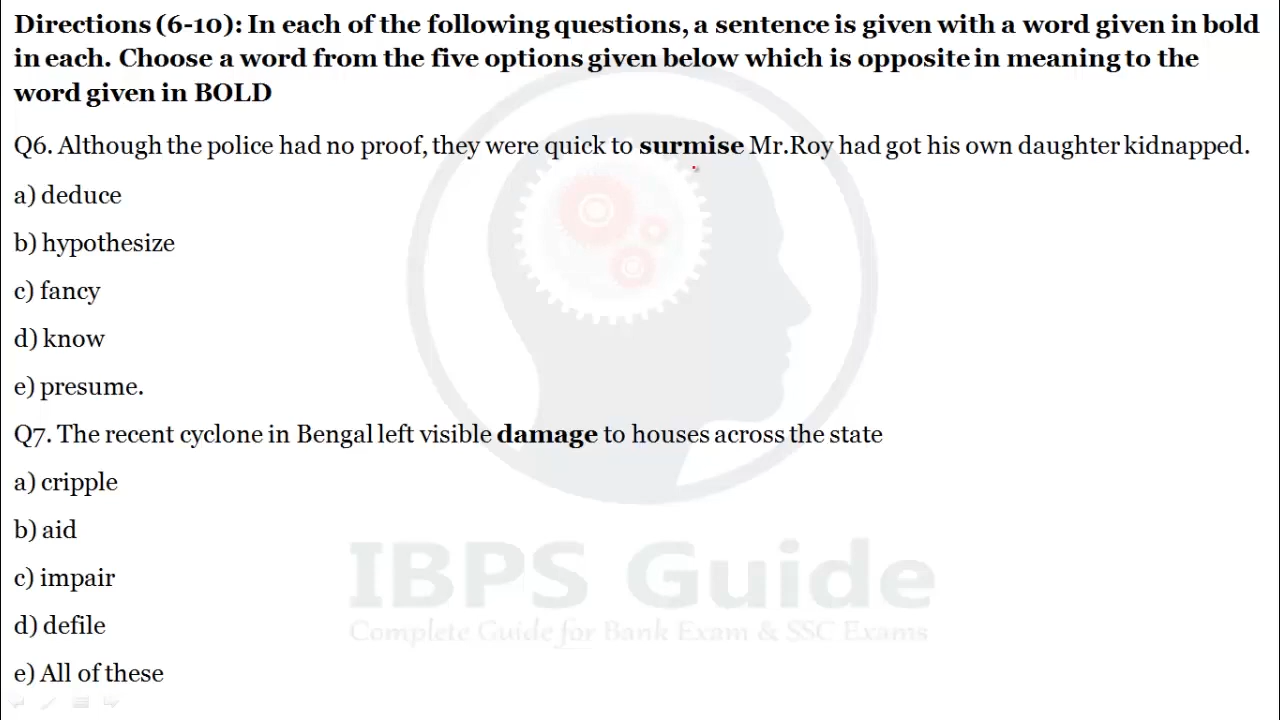 Directions (6-10): In each of the following questions, a sentence is given with a word given in bold
in each. Choose a word from the five options given below which is opposite in meaning to the
word given in BOLD
Q6. Although the police had no proof, they were quick to surmise Mr.Roy had got his own daughter kidnapped.
a) deduce
b) hypothesize
c) fancy
d) know
e) presume.
Q7. The recent cyclone in Bengal left visible damage to houses across the state
a) cripple
b) aid
c) impair
d) defile
e) All of these
IBPS Guide
Complete Guide for Bank Exam & SSC Exams